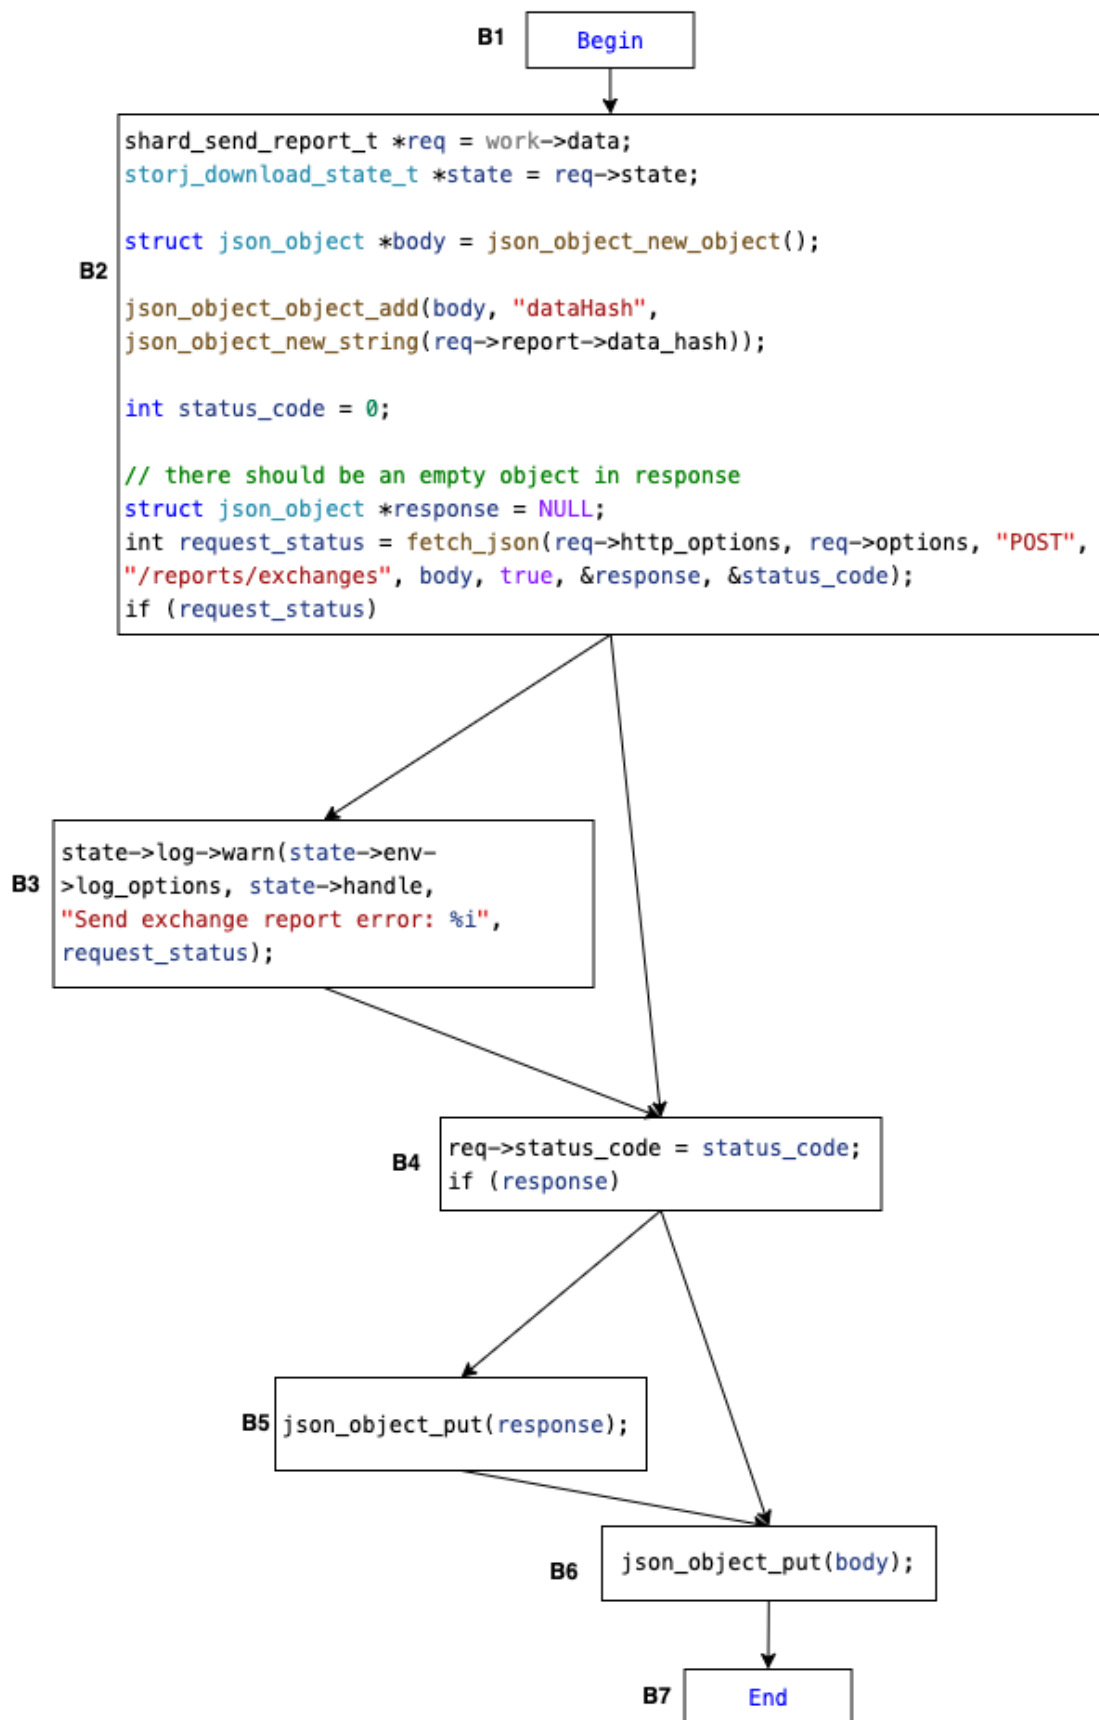 B1
Begin
B2
shard_send_report_t *req = work->data;
storj_download_state_t *state = req->state;
struct json_object *body = json_object_new_object();
json_object_object_add(body, "dataHash",
json_object_new_string(req->report->data_hash));
int status_code = 0;
// there should be an empty object in response
struct json_object *response = NULL;
int request_status = fetch_json(req->http_options, req->options, "POST",
"/reports/exchanges", body, true, &response, &status_code);
if (request_status)
B3
state->log->warn(state->env-
>log_options, state->handle,
"Send exchange report error: %i",
request_status);
B4
req->status_code = status_code;
if (response)
B5
json_object_put(response);
B6
json_object_put(body);
B7
End